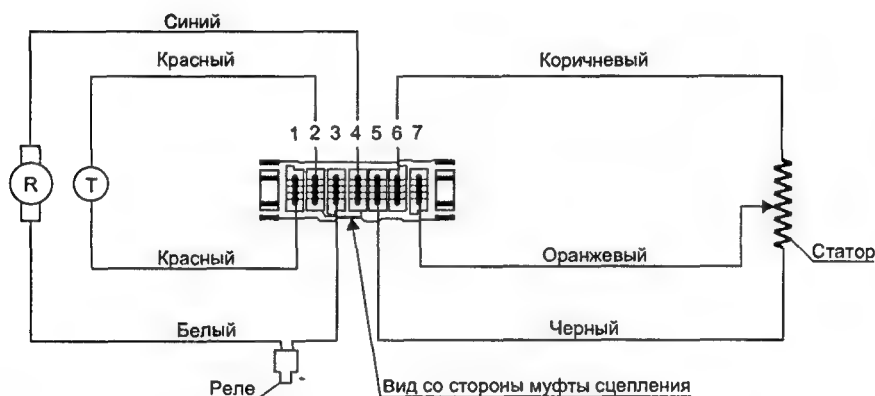 Синий
Красный
Коричневый
1 2 3 4 5 6 7
R
T
Красный
Оранжевый
Статор
Белый
Черный
Реле
Вид со стороны муфты сцепления